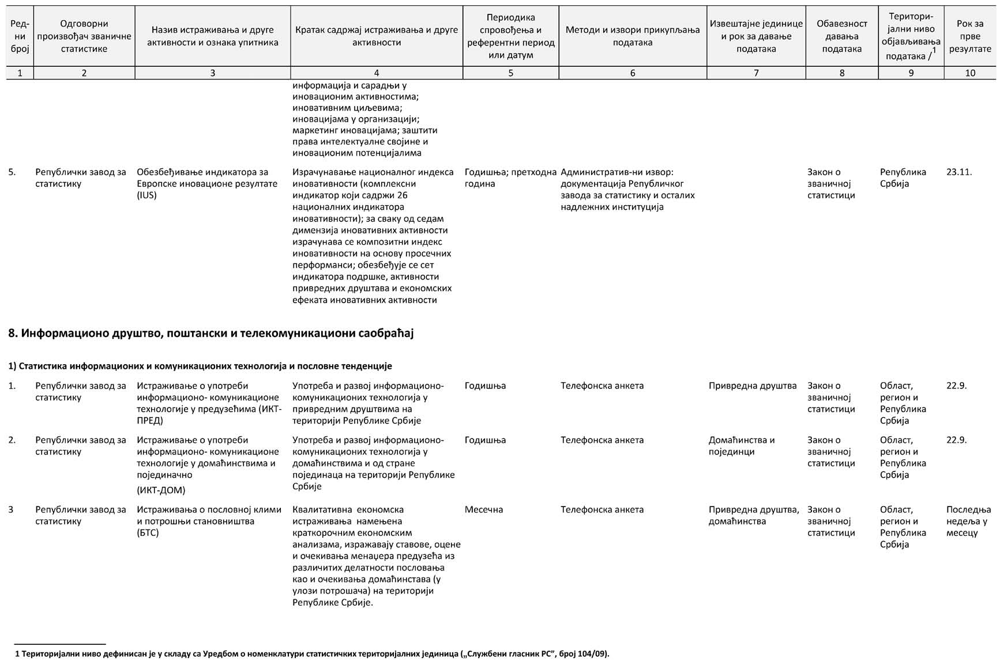 Ред-
ни
број
Одговорни
произвођач званичне
статистике
Назив истраживања и друге
активности и ознака упитника
Кратак садржај истраживања и друге
активности
Периодика
спровођења и
референтни период
или датум
Методи и извори прикупљања
података
Извештајне јединице
и рок за давање
података
Обавезност
давања
података
Територи-
јални ниво
објављивања
података /1
Рок за
прве
резултате
1 2 3 4 5 6 7 8 9 10
информација и сарадњи у
иновационим активностима;
иновативним циљевима;
иновацијама у организацији;
маркетинг иновацијама; заштити
права интелектуалне својине и
иновационим потенцијалима
5.
Републички завод за
статистику
Обезбеђивање индикатора за
Европске иновационе резултате
(IUS)
Израчунавање националног индекса
иновативности (комплексни
индикатор који садржи 26
националних индикатора
иновативности); за сваку од седам
димензија иновативних активности
израчунава се композитни индекс
иновативности на основу просечних
перформанси; обезбеђује се сет
индикатора подршке, активности
привредних друштава и економских
ефеката иновативних активности
Годишња; претходна
година
Административ-ни извор:
документација Републичког
завода за статистику и осталих
надлежних институција
Закон о
званичној
статистици
Република
Србија
23.11.
8. Информационо друштво, поштански и телекомуникациони саобраћај
1) Статистика информационих и комуникационих технологија и пословне тенденције
1.
Републички завод за
статистику
Истраживање о употреби
информационо- комуникационе
технологије у предузећима (ИКТ-
ПРЕД)
Употреба и развој информационо-
комуникационих технологија у
привредним друштвима на
територији Републике Србије
Годишња
Телефонска анкета
Привредна друштва
Закон о
званичној
статистици
Област,
регион и
Република
Србија
22.9.
2.
Републички завод за
статистику
Истраживање о употреби
информационо- комуникационе
технологије у домаћинствима и
појединачно
(ИКТ-ДОМ)
Употреба и развој информационо-
комуникационих технологија у
домаћинствима и од стране
појединаца на територији Републике
Србије
Годишња
Телефонска анкета
Домаћинства и
појединци
Закон о
званичној
статистици
Област,
регион и
Република
Србија
22.9.
3
Републички завод за
статистику
Истраживања о пословној клими
и потрошњи становништва
(БТС)
Квалитативна економска
истраживања намењена
краткорочним економским
анализама, изражавају ставове, оцене
и очекивања менаџера предузећа из
различитих делатности пословања
као и очекивања домаћинстава (у
улози потрошача) на територији
Републике Србије.
Месечна
Телефонска анкета
Привредна друштва,
домаћинства
Закон о
званичној
статистици
Област,
регион и
Република
Србија
Последња
недеља у
месецу
1 Територијални ниво дефинисан је у складу са Уредбом о номенклатури статистичких територијалних јединица („Службени гласник РС”, број 104/09).